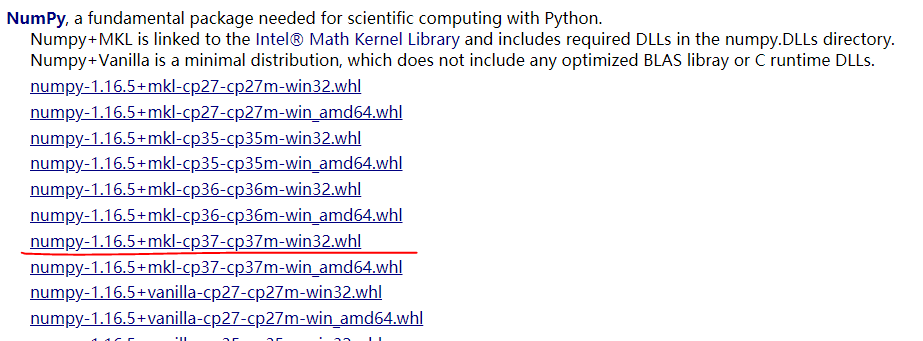 NumPy, a fundamental package needed for scientific computing with Python.
Numpy+MKL is linked to the Intel® Math Kernel Library and includes required DLLs in the numpy.DLLs directory.
Numpy+Vanilla is a minimal distribution, which does not include any optimized BLAS libray or C runtime DLLs.
numpy-1.16.5+mkl-cp27-cp27m-win32.whl
numpy-1.16.5+mkl-cp27-cp27m-win_amd64.whl
numpy-1.16.5+mkl-cp35-cp35m-win32.whl
numpy-1.16.5+mkl-cp35-cp35m-win_amd64.whl
numpy-1.16.5+mkl-cp36-cp36m-win32.whl
numpy-1.16.5+mkl-cp36-cp36m-win_amd64.whl
numpy-1.16.5+mkl-cp37-cp37m-win32.whl
numpy-1.16.5+mkl-cp37-cp37m-win_amd64.whl
numpy-1.16.5+vanilla-cp27-cp27m-win32.whl
numpy-1.16.5+vanilla-cp27-cp27m-win_amd64.whl